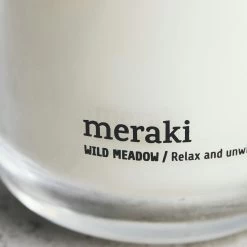 meraki
WILD MEADOW / Relax and